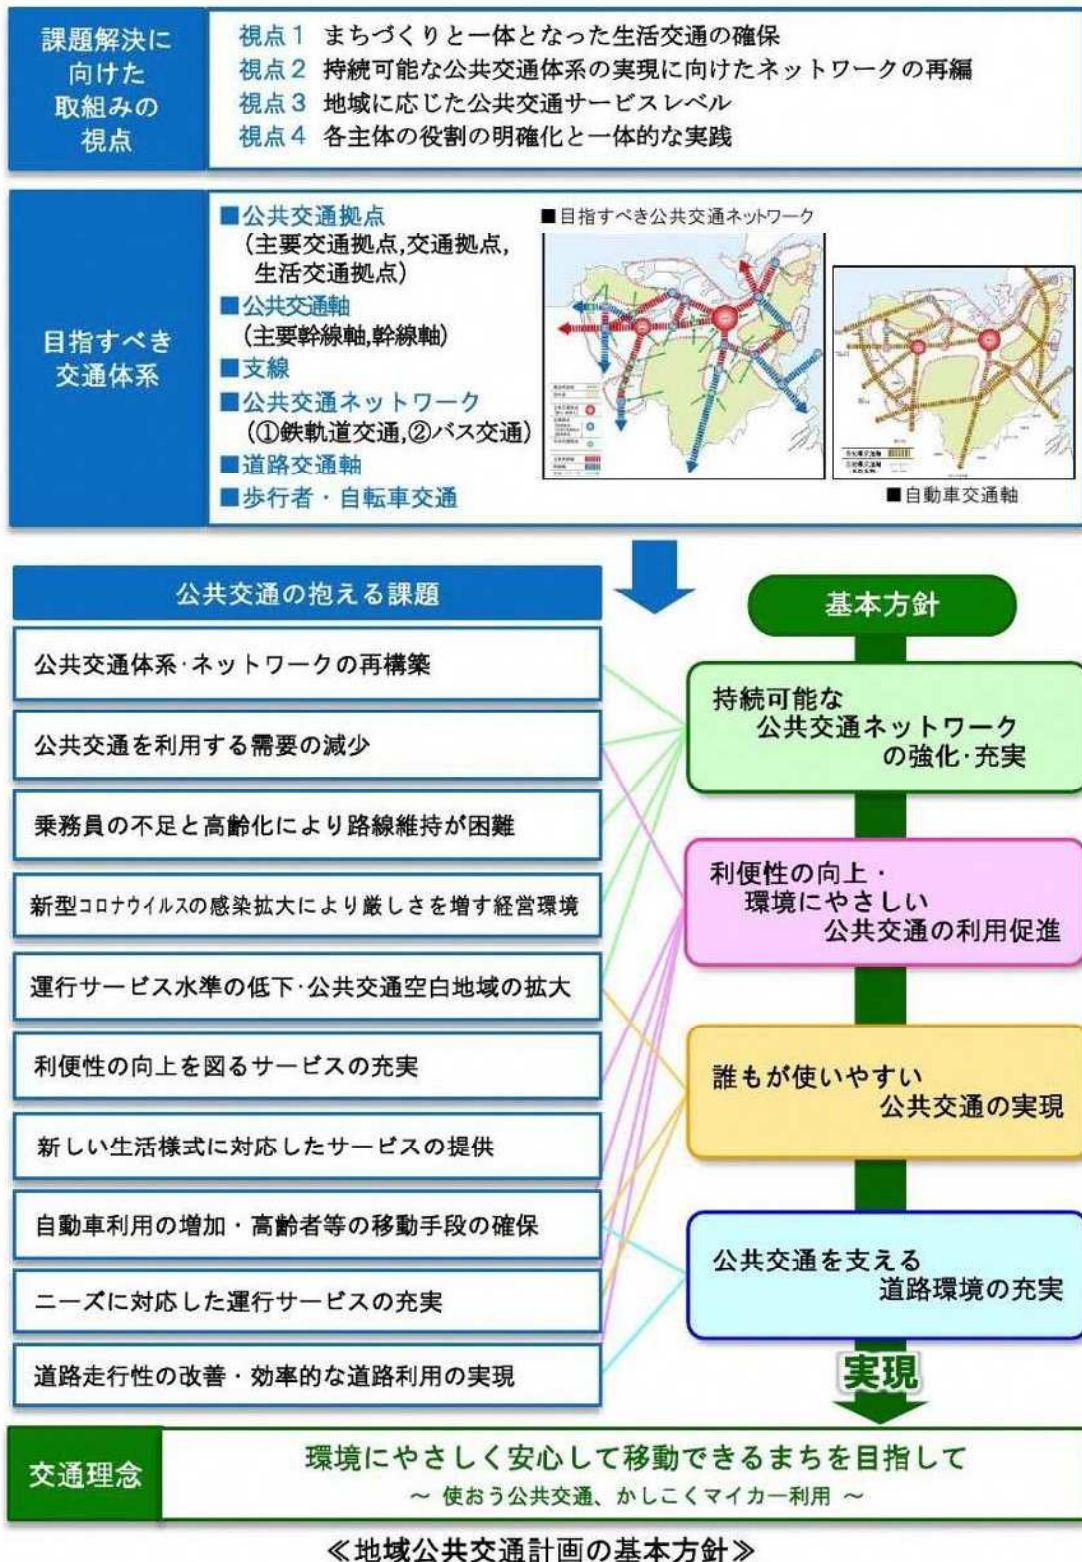 課題解決に
向けた
取組みの
視点
視点1 まちづくりと一体となった生活交通の確保
視点2 持続可能な公共交通体系の実現に向けたネットワークの再編
視点3 地域に応じた公共交通サービスレベル
視点4 各主体の役割の明確化と一体的な実践
目指すべき
交通体系
■公共交通拠点
(主要交通拠点,交通拠点,
生活交通拠点)
■公共交通軸
(主要幹線軸,幹線軸)
■支線
■公共交通ネットワーク
(①鉄軌道交通,②バス交通)
■道路交通軸
■歩行者・自転車交通
■目指すべき公共交通ネットワーク
■自動車交通軸
公共交通の抱える課題
公共交通体系・ネットワークの再構築
公共交通を利用する需要の減少
乗務員の不足と高齢化により路線維持が困難
新型コロナウイルスの感染拡大により厳しさを増す経営環境
運行サービス水準の低下・公共交通空白地域の拡大
利便性の向上を図るサービスの充実
新しい生活様式に対応したサービスの提供
自動車利用の増加・高齢者等の移動手段の確保
ニーズに対応した運行サービスの充実
道路走行性の改善・効率的な道路利用の実現
基本方針
持続可能な
公共交通ネットワーク
の強化・充実
利便性の向上・
環境にやさしい
公共交通の利用促進
誰もが使いやすい
公共交通の実現
公共交通を支える
道路環境の充実
実現
交通理念
環境にやさしく安心して移動できるまちを目指して
～ 使おう公共交通、かしこくマイカー利用 ～
≪地域公共交通計画の基本方針≫